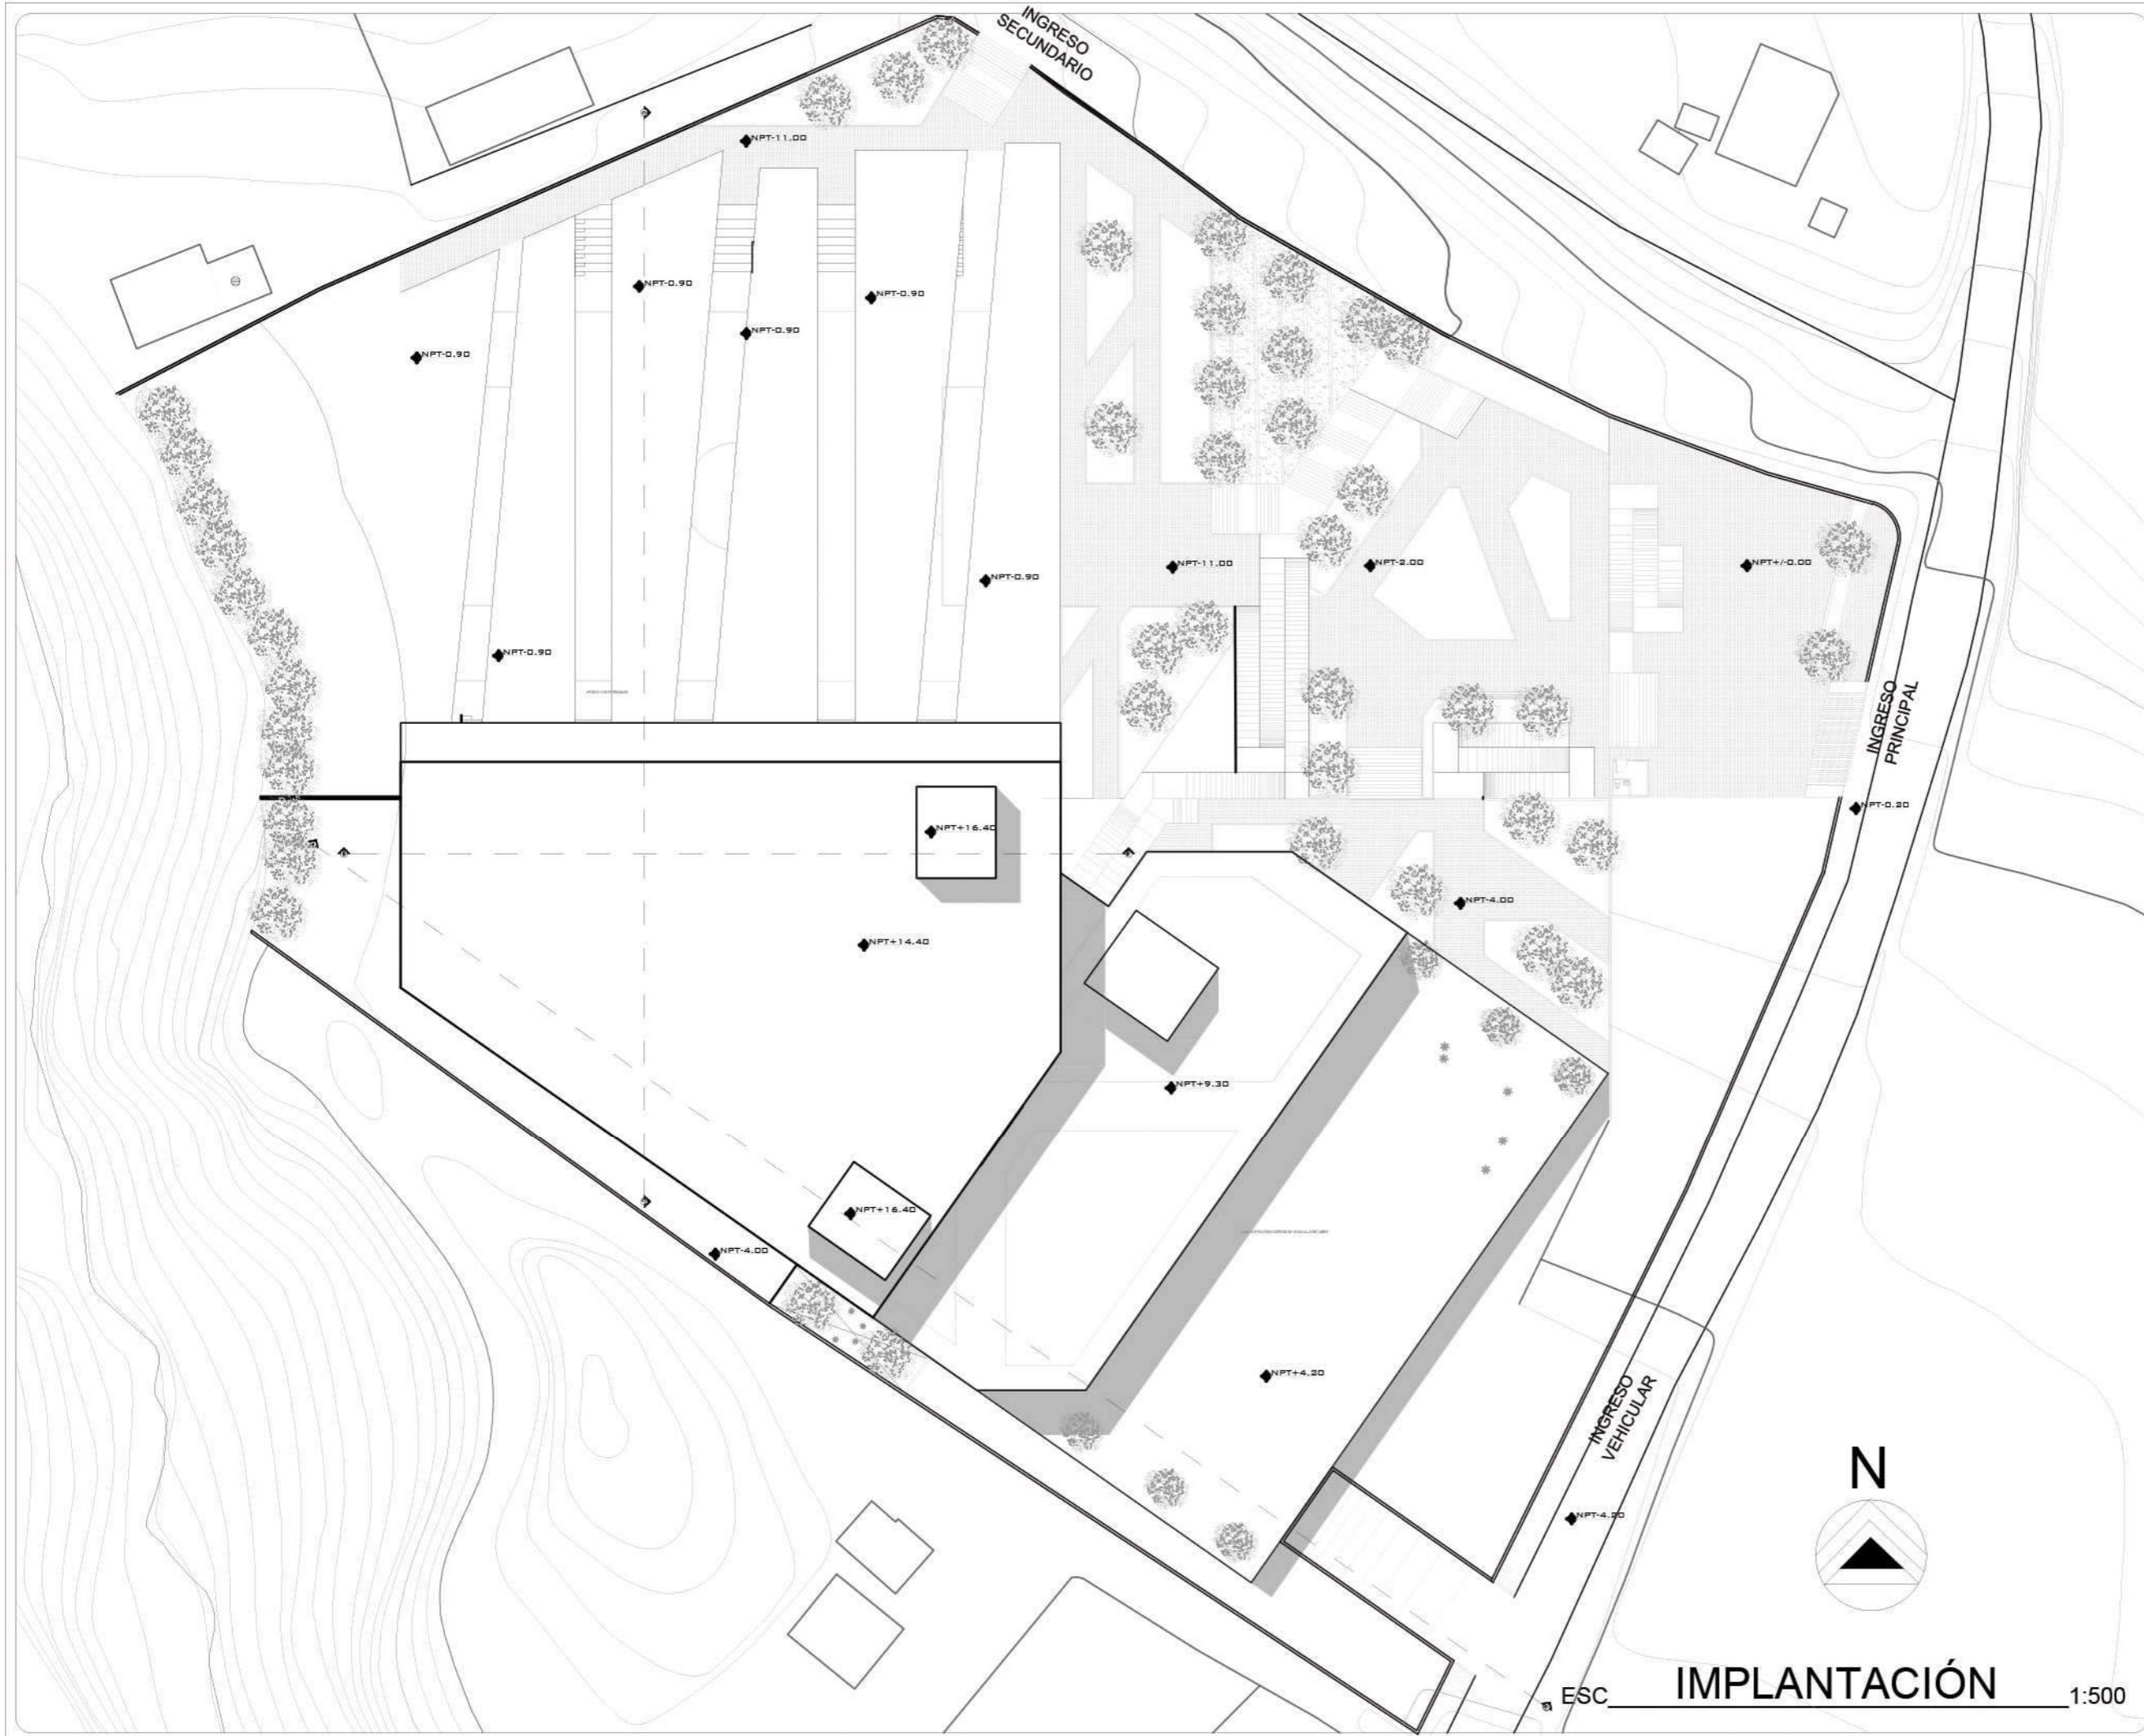 INGRESO
SECUNDARIO
NPT-11.00
NPT-0.90
NPT-0.90
NPT-0.90
NPT-0.90
NPT-11.00
NPT-2.00
NPT+/-0.00
NPT-0.90
NPT-0.90
INGRESO
PRINCIPAL
NPT-0.20
NPT+16.40
NPT-4.00
NPT+14.40
NPT+9.30
NPT+16.40
NPT-4.00
NPT+4.20
INGRESO
VEHICULAR
N
NPT-4.20
ESC IMPLANTACIÓN 1:500